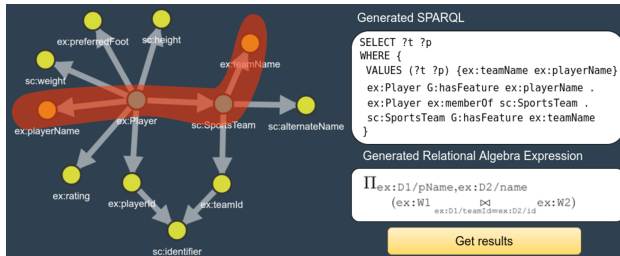 ex:preferredFoot
sc:height
ex:teamName
sc:weight
ex:playerName
ex:Player
sc:SportsTeam
sc:alternateName
ex:rating
ex:playerId
ex:teamId
sc:identifier
Generated SPARQL
SELECT ?t ?p
WHERE {
VALUES (?t ?p) {ex:teamName ex:playerName}
ex:Player G:hasFeature ex:playerName .
ex:Player ex:memberOf sc:SportsTeam .
sc:SportsTeam G:hasFeature ex:teamName
}
Generated Relational Algebra Expression
∏ex:D1/pName,ex:D2/name
(ex:W1 ⋈ ex:D1/teamId=ex:D2/id ex:W2)
Get results